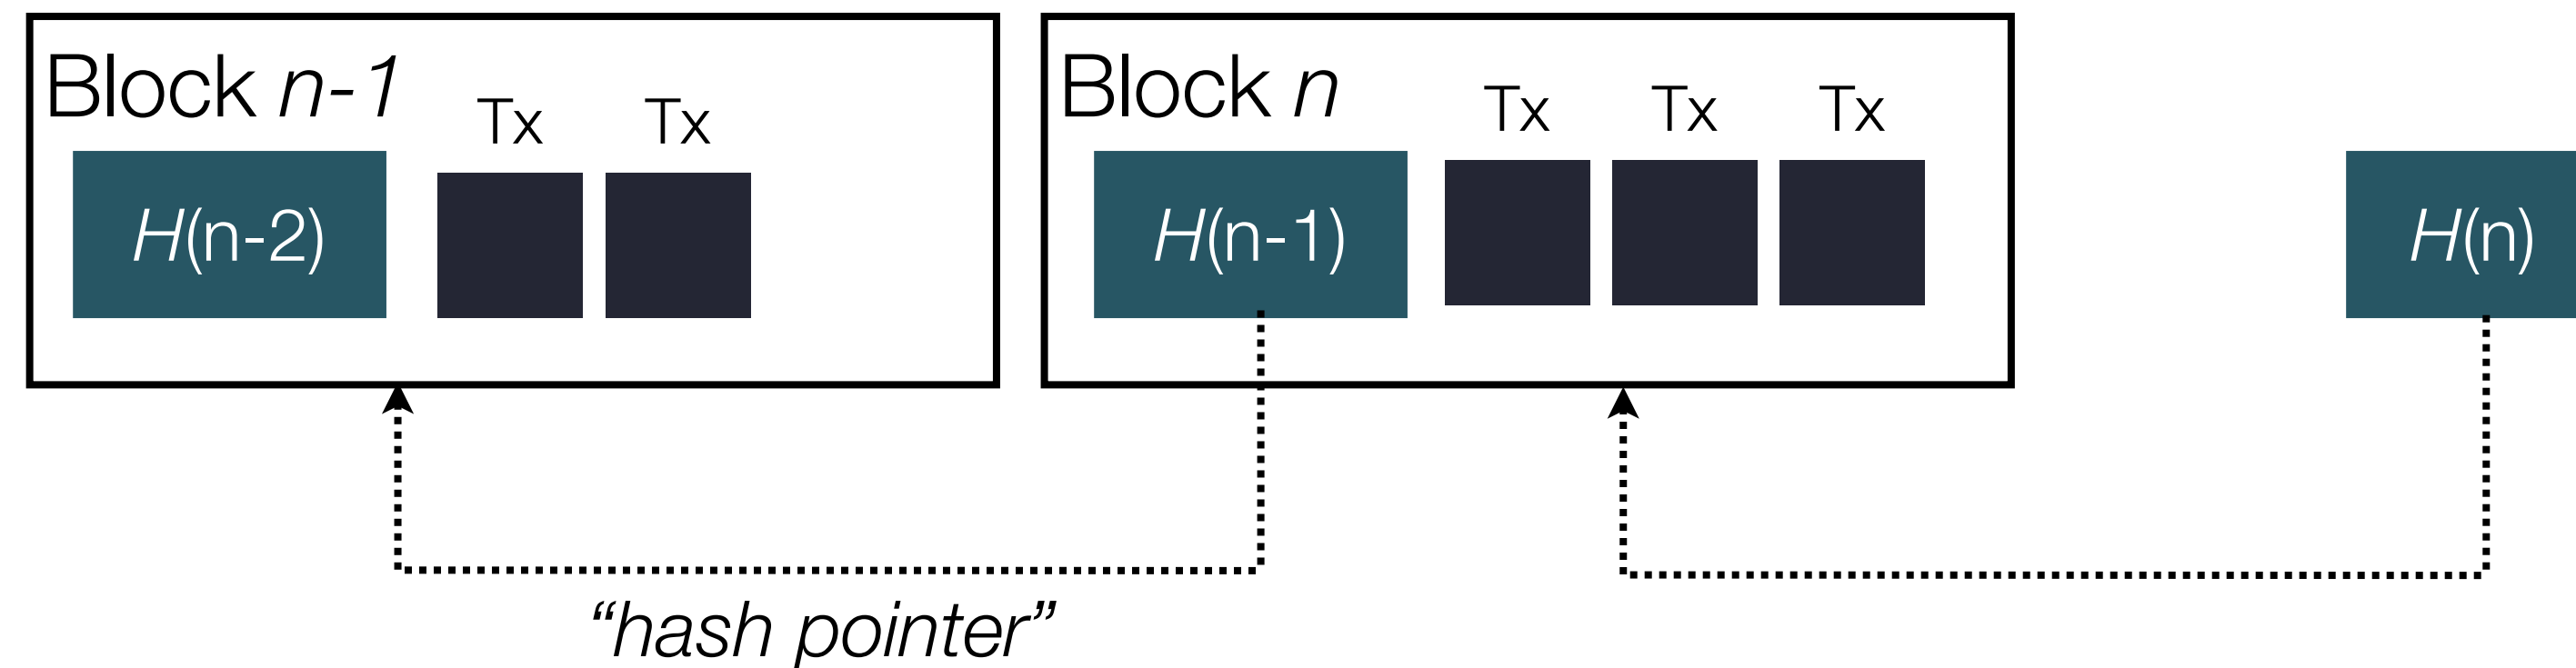 Block n-1
Tx Tx
H(n-2)
Block n
Tx Tx Tx
H(n-1)
H(n)
“hash pointer”